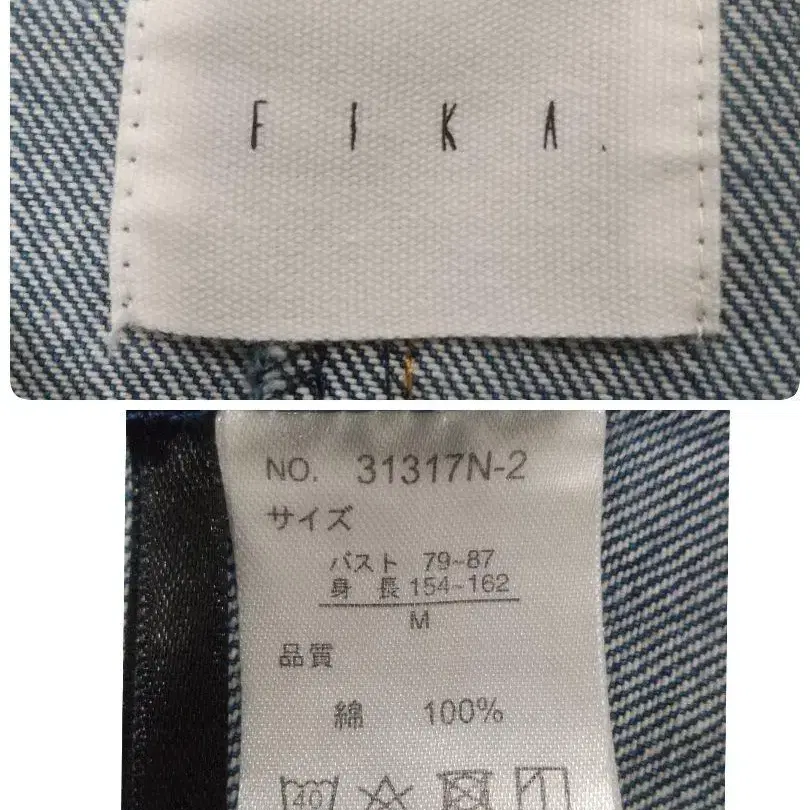 FIKA.
NO. 31317N-2
サイズ
バスト 79~87
身 長 154~162
M
品質
綿 100%
40